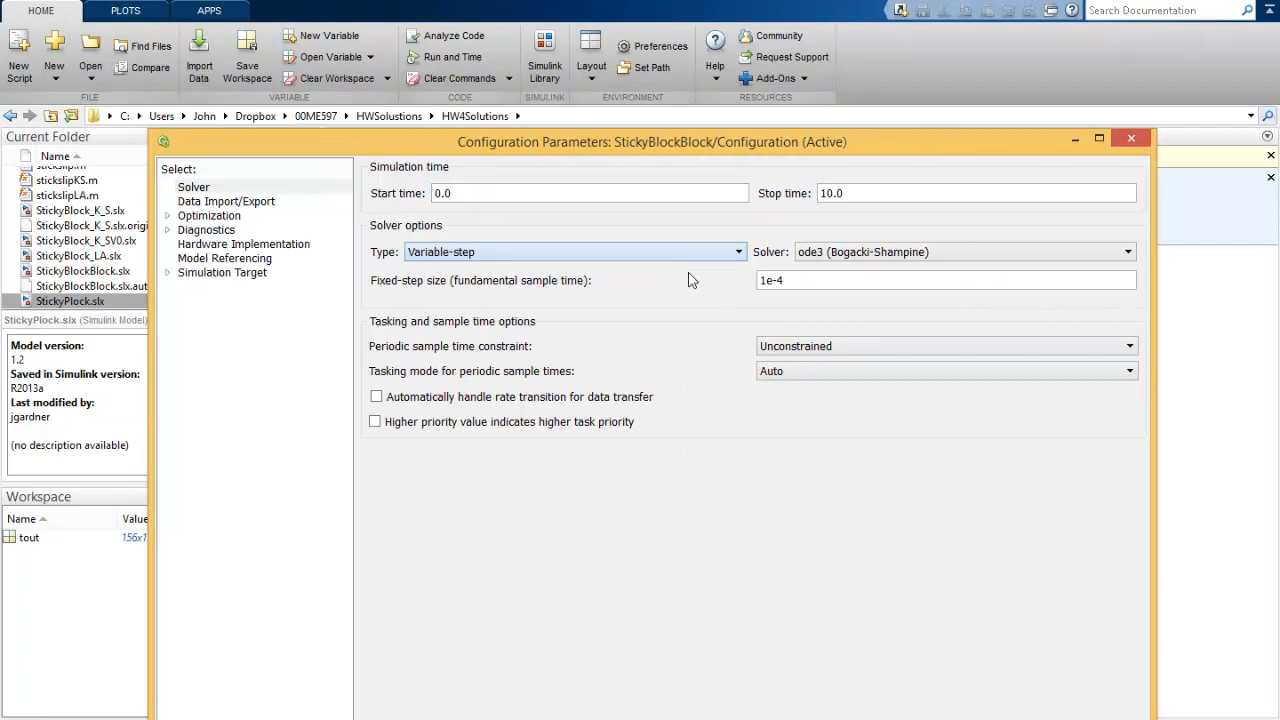 HOME PLOTS APPS Search Documentation
New Script
New
Open
Find Files
Compare
Import Data
Save Workspace
New Variable
Open Variable
Clear Workspace
Analyze Code
Run and Time
Clear Commands
Simulink Library
Layout
Preferences
Set Path
Help
Community
Request Support
Add-Ons
FILE VARIABLE CODE SIMULINK ENVIRONMENT RESOURCES
C: Users John Dropbox 00ME597 HWSolustions HW4Solutions
Current Folder
Name
stickslip.m
stickslipKS.m
stickslipLA.m
StickyBlock_K_S.slx
StickyBlock_K_S.slx.origi
StickyBlock_K_SV0.slx
StickyBlock_LA.slx
StickyBlockBlock.slx
StickyBlockBlock.slx.aut
StickyPlock.slx
StickyPlock.slx (Simulink Model)
Model version:
1.2
Saved in Simulink version:
R2013a
Last modified by:
jgardner
(no description available)
Workspace
Name Value
tout 156x1
Configuration Parameters: StickyBlockBlock/Configuration (Active)
Select:
Solver
Data Import/Export
Optimization
Diagnostics
Hardware Implementation
Model Referencing
Simulation Target
Simulation time
Start time: 0.0 Stop time: 10.0
Solver options
Type: Variable-step Solver: ode3 (Bogacki-Shampine)
Fixed-step size (fundamental sample time): 1e-4
Tasking and sample time options
Periodic sample time constraint: Unconstrained
Tasking mode for periodic sample times: Auto
Automatically handle rate transition for data transfer
Higher priority value indicates higher task priority